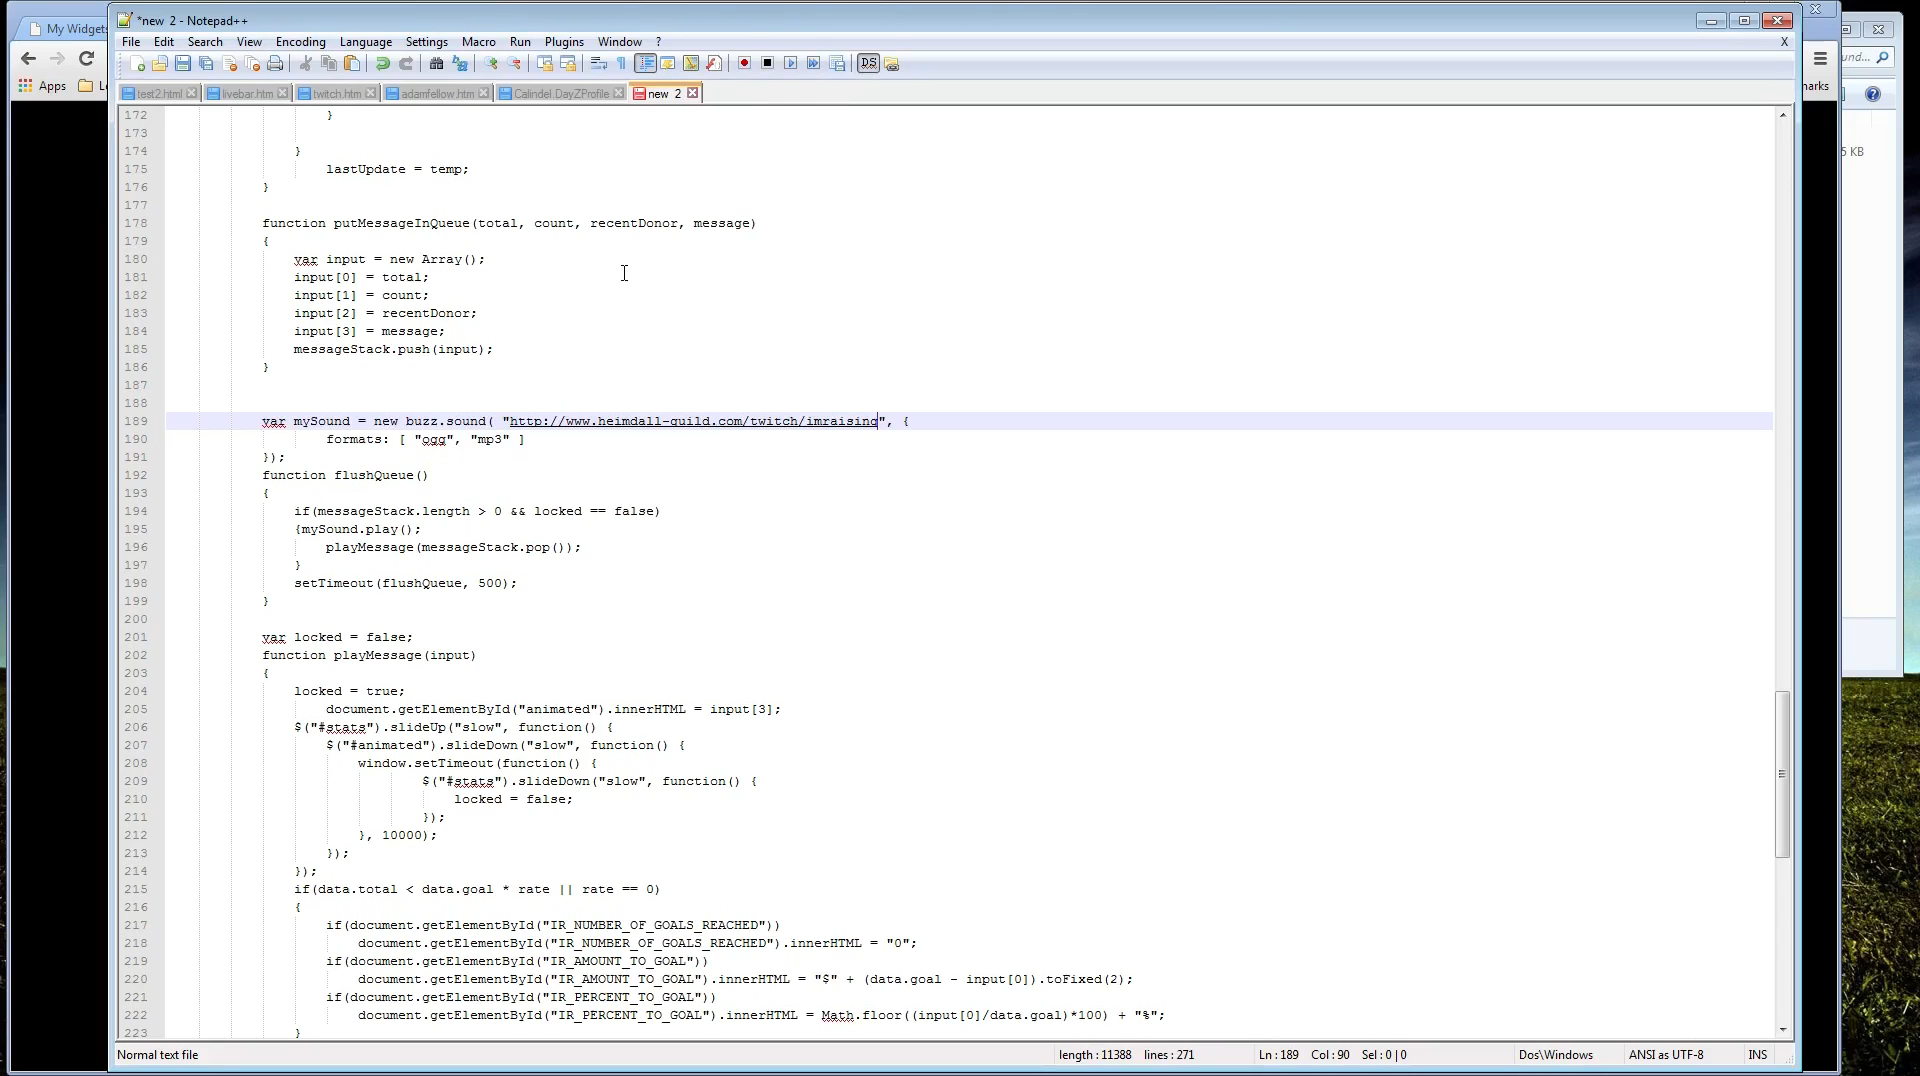 *new 2 - Notepad++
My Widgets
File Edit Search View Encoding Language Settings Macro Run Plugins Window ? X
und...
Apps
arks
test2.html livebar.htm twitch.htm adamfellow.htm Calindel.DayZProfile new 2
172 }
173
174 }
175 lastUpdate = temp;
176 }
177
178 function putMessageInQueue(total, count, recentDonor, message)
179 {
180 var input = new Array();
181 input[0] = total;
182 input[1] = count;
183 input[2] = recentDonor;
184 input[3] = message;
185 messageStack.push(input);
186 }
187
188
189 var mySound = new buzz.sound( "http://www.heimdall-guild.com/twitch/imraising", {
190 formats: [ "ogg", "mp3" ]
191 });
192 function flushQueue()
193 {
194 if(messageStack.length > 0 && locked == false)
195 {mySound.play();
196 playMessage(messageStack.pop());
197 }
198 setTimeout(flushQueue, 500);
199 }
200
201 var locked = false;
202 function playMessage(input)
203 {
204 locked = true;
205 document.getElementById("animated").innerHTML = input[3];
206 $("#stats").slideUp("slow", function() {
207 $("#animated").slideDown("slow", function() {
208 window.setTimeout(function() {
209 $("#stats").slideDown("slow", function() {
210 locked = false;
211 });
212 }, 10000);
213 });
214 });
215 if(data.total < data.goal * rate || rate == 0)
216 {
217 if(document.getElementById("IR_NUMBER_OF_GOALS_REACHED"))
218 document.getElementById("IR_NUMBER_OF_GOALS_REACHED").innerHTML = "0";
219 if(document.getElementById("IR_AMOUNT_TO_GOAL"))
220 document.getElementById("IR_AMOUNT_TO_GOAL").innerHTML = "$" + (data.goal - input[0]).toFixed(2);
221 if(document.getElementById("IR_PERCENT_TO_GOAL"))
222 document.getElementById("IR_PERCENT_TO_GOAL").innerHTML = Math.floor((input[0]/data.goal)*100) + "%";
223 }
5 KB
Normal text file length : 11388 lines : 271 Ln : 189 Col : 90 Sel : 0 | 0 Dos\Windows ANSI as UTF-8 INS